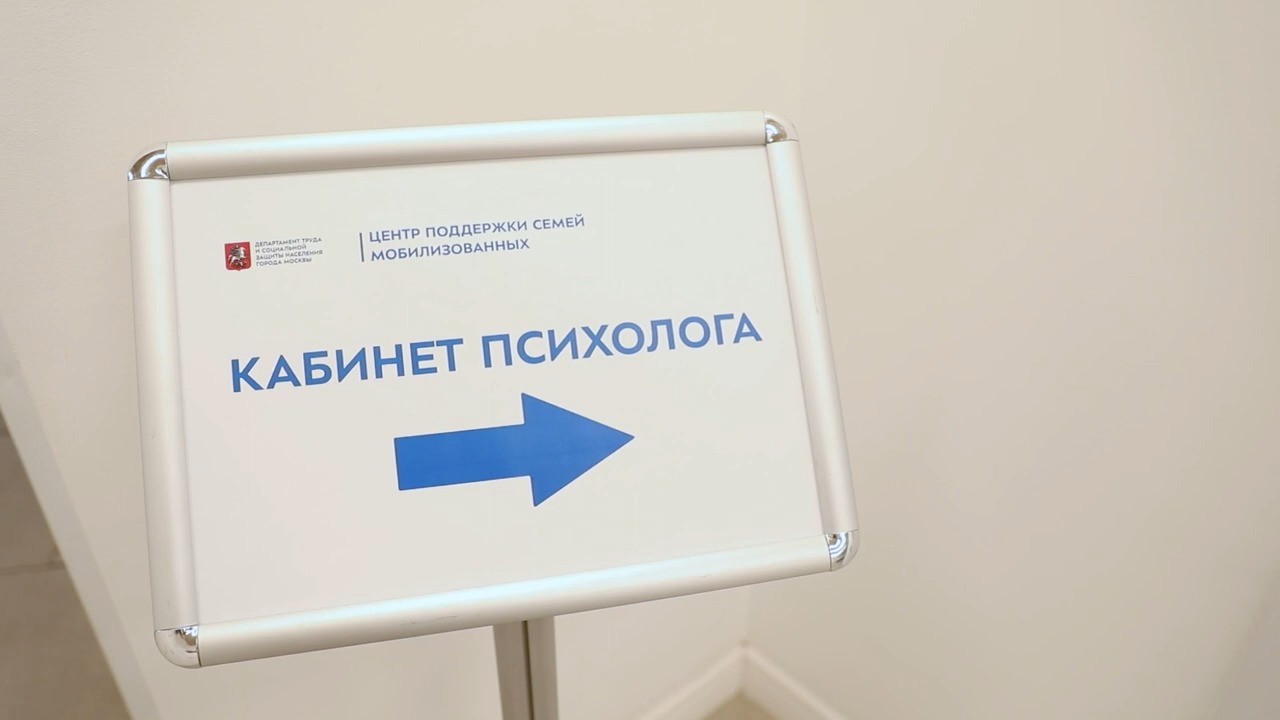 ДЕПАРТАМЕНТ ТРУДА
И СОЦИАЛЬНОЙ
ЗАЩИТЫ НАСЕЛЕНИЯ
ГОРОДА МОСКВЫ
ЦЕНТР ПОДДЕРЖКИ СЕМЕЙ
МОБИЛИЗОВАННЫХ
КАБИНЕТ ПСИХОЛОГА